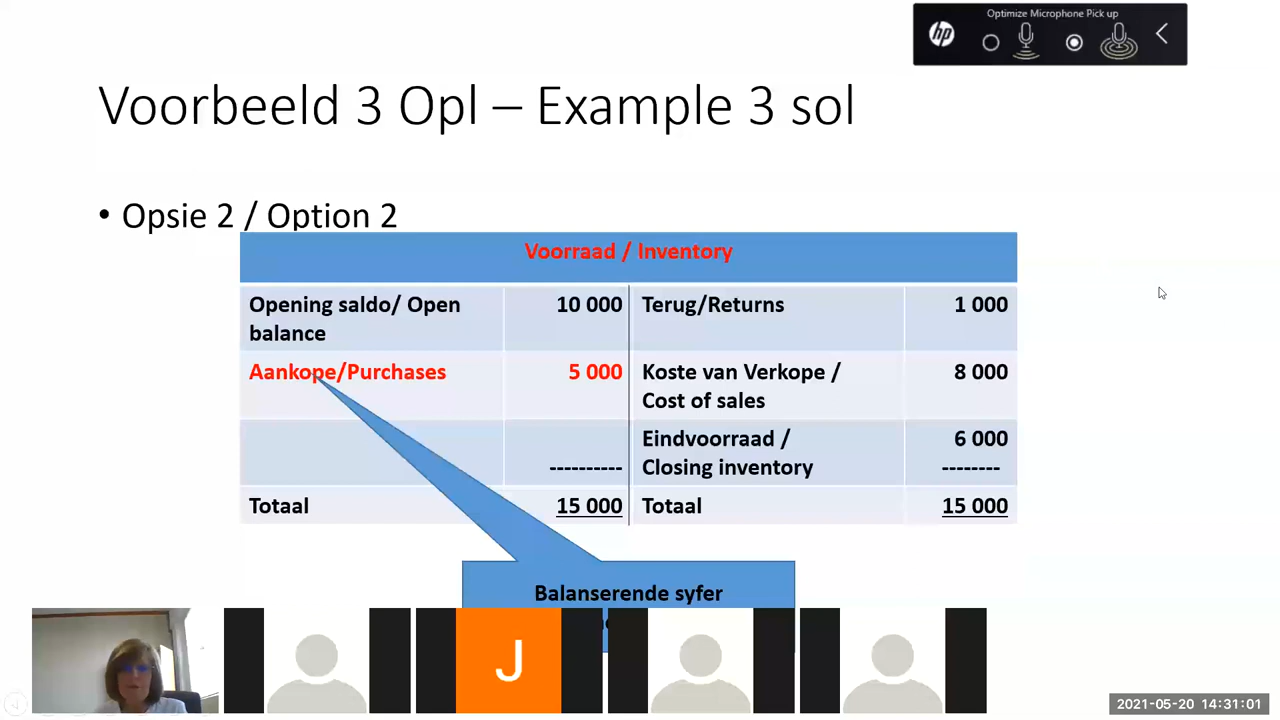 Optimize Microphone Pick up
hp
Voorbeeld 3 Opl – Example 3 sol
• Opsie 2 / Option 2
Voorraad / Inventory
Opening saldo/ Open balance 10 000 Terug/Returns 1 000
Aankope/Purchases 5 000 Koste van Verkope / Cost of sales 8 000
Eindvoorraad / Closing inventory 6 000
---------- --------
Totaal 15 000 Totaal 15 000
Balanserende syfer
J
2021-05-20 14:31:01